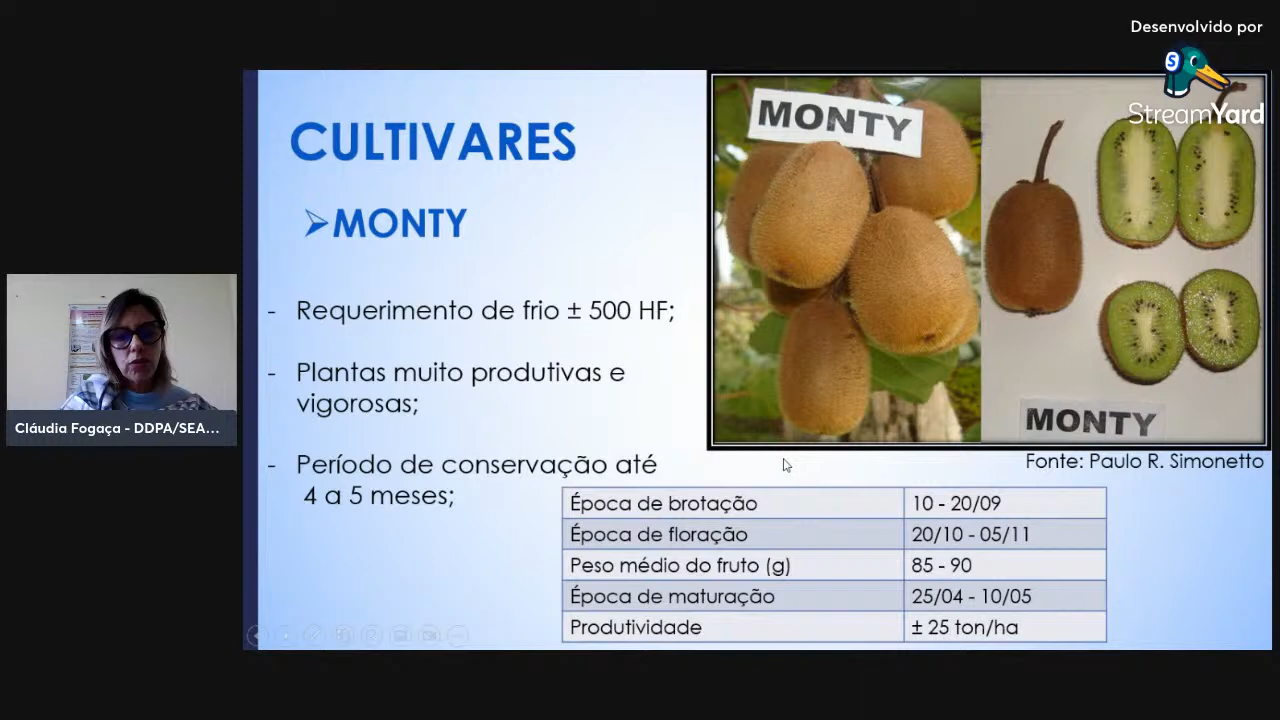 Desenvolvido por
StreamYard
CULTIVARES
➢MONTY
- Requerimento de frio ± 500 HF;
- Plantas muito produtivas e
vigorosas;
- Período de conservação até
4 a 5 meses;
MONTY
MONTY
Fonte: Paulo R. Simonetto
Época de brotação 10 - 20/09
Época de floração 20/10 - 05/11
Peso médio do fruto (g) 85 - 90
Época de maturação 25/04 - 10/05
Produtividade ± 25 ton/ha
Cláudia Fogaça - DDPA/SEA...